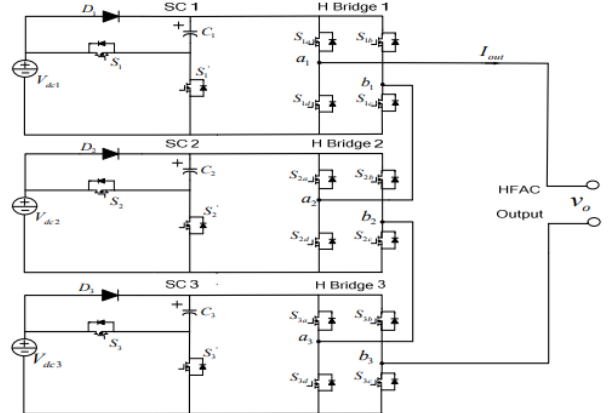 D1 SC 1 H Bridge 1
C1 S1a S1b Iout
S1 a1
Vdc1 S1' b1
S1d S1c
D2 SC 2 H Bridge 2
C2 S2a S2b HFAC
S2 a2 vo
Vdc2 S2' b2 Output
S2d S2c
D3 SC 3 H Bridge 3
C3 S3a S3b
S3 a3
Vdc3 S3' b3
S3d S3c